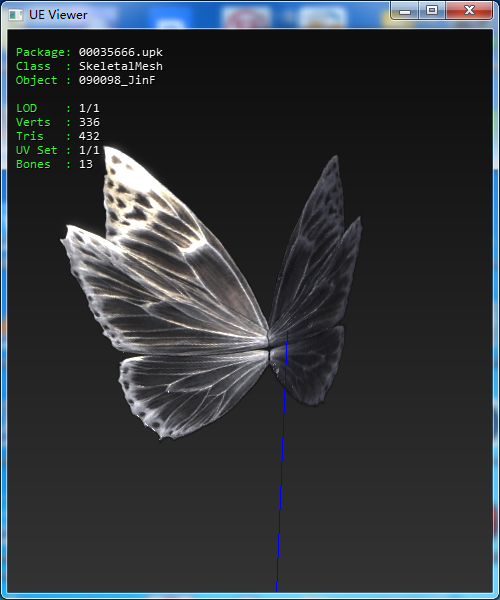 UE Viewer
Package: 00035666.upk
Class : SkeletalMesh
Object : 090098_JinF
LOD : 1/1
Verts : 336
Tris : 432
UV Set : 1/1
Bones : 13